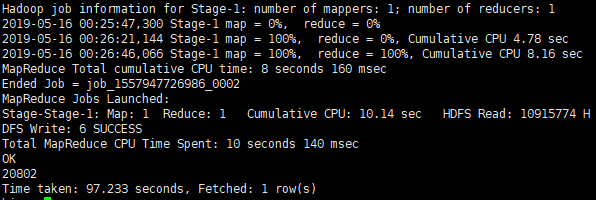 Hadoop job information for Stage-1: number of mappers: 1; number of reducers: 1
2019-05-16 00:25:47,300 Stage-1 map = 0%,  reduce = 0%
2019-05-16 00:26:21,144 Stage-1 map = 100%,  reduce = 0%, Cumulative CPU 4.78 sec
2019-05-16 00:26:46,066 Stage-1 map = 100%,  reduce = 100%, Cumulative CPU 8.16 sec
MapReduce Total cumulative CPU time: 8 seconds 160 msec
Ended Job = job_1557947726986_0002
MapReduce Jobs Launched:
Stage-Stage-1: Map: 1  Reduce: 1   Cumulative CPU: 10.14 sec   HDFS Read: 10915774 H
DFS Write: 6 SUCCESS
Total MapReduce CPU Time Spent: 10 seconds 140 msec
OK
20802
Time taken: 97.233 seconds, Fetched: 1 row(s)